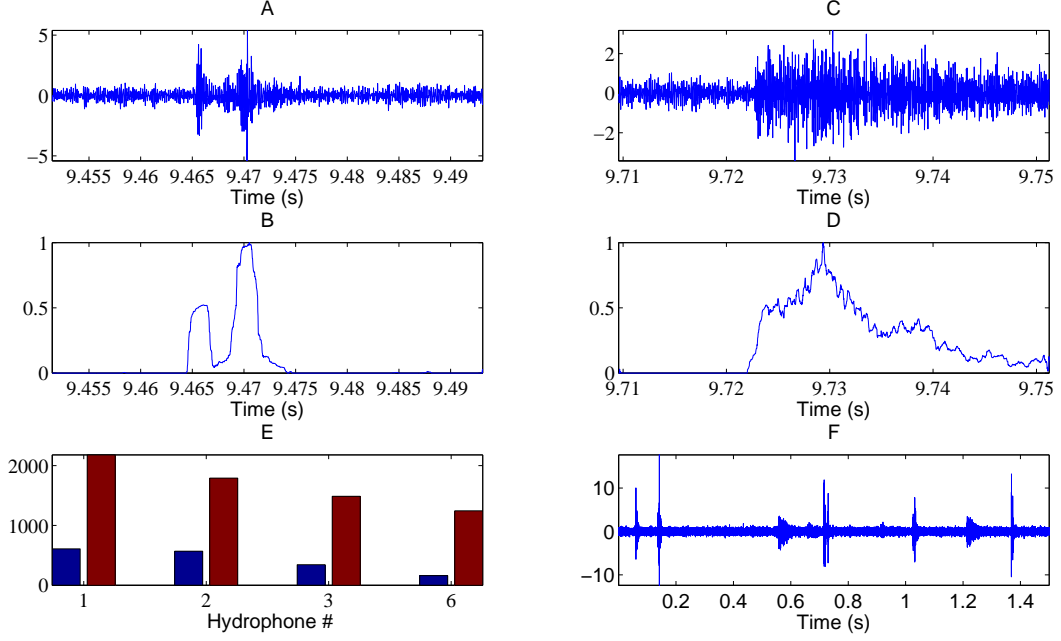 A
5
0
−5
9.455 9.46 9.465 9.47 9.475 9.48 9.485 9.49
Time (s)
C
2
0
−2
9.71 9.72 9.73 9.74 9.75
Time (s)
B
1
0.5
0
9.455 9.46 9.465 9.47 9.475 9.48 9.485 9.49
Time (s)
D
1
0.5
0
9.71 9.72 9.73 9.74 9.75
Time (s)
E
2000
1000
0
1 2 3 6
Hydrophone #
F
10
0
−10
0.2 0.4 0.6 0.8 1 1.2 1.4
Time (s)